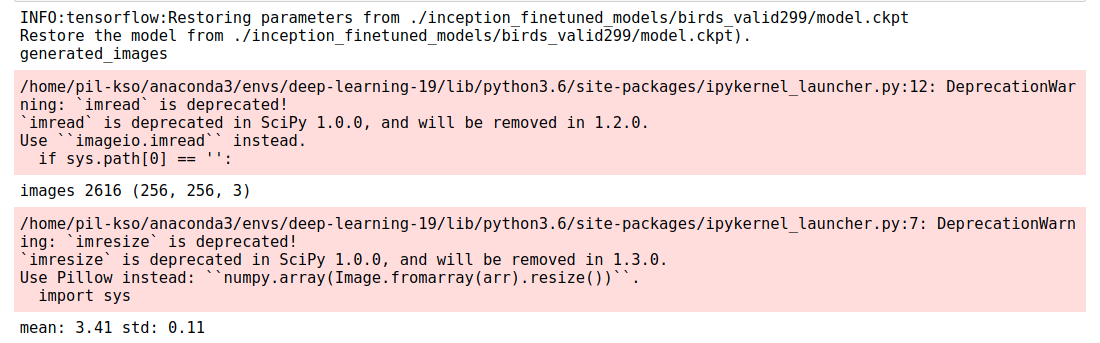 INFO:tensorflow:Restoring parameters from ./inception_finetuned_models/birds_valid299/model.ckpt
Restore the model from ./inception_finetuned_models/birds_valid299/model.ckpt).
generated_images
/home/pil-kso/anaconda3/envs/deep-learning-19/lib/python3.6/site-packages/ipykernel_launcher.py:12: DeprecationWar
ning: `imread` is deprecated!
`imread` is deprecated in SciPy 1.0.0, and will be removed in 1.2.0.
Use ``imageio.imread`` instead.
  if sys.path[0] == '':
images 2616 (256, 256, 3)
/home/pil-kso/anaconda3/envs/deep-learning-19/lib/python3.6/site-packages/ipykernel_launcher.py:7: DeprecationWarn
ing: `imresize` is deprecated!
`imresize` is deprecated in SciPy 1.0.0, and will be removed in 1.3.0.
Use Pillow instead: ``numpy.array(Image.fromarray(arr).resize())``.
  import sys
mean: 3.41 std: 0.11